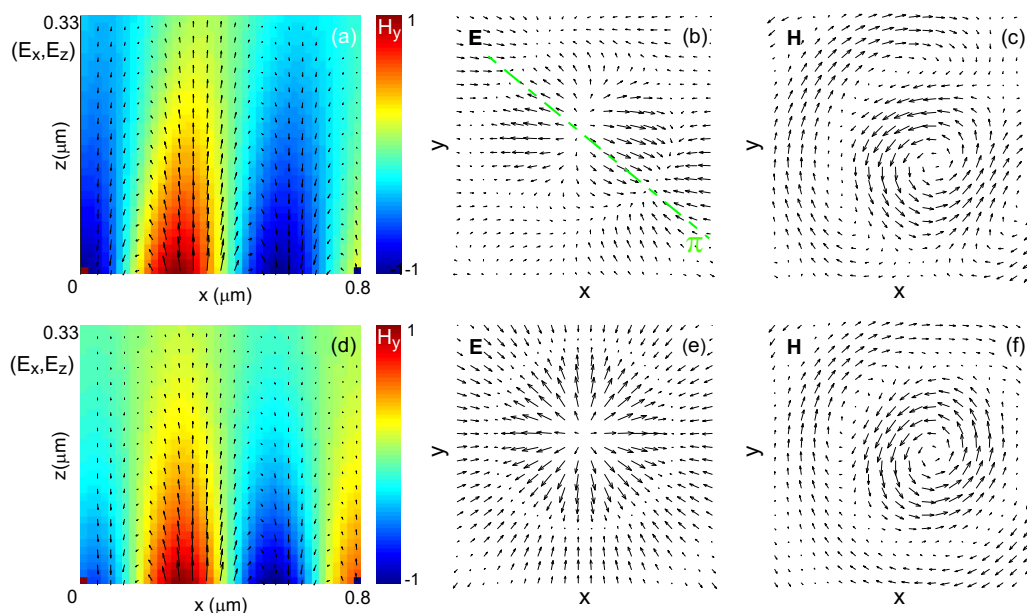 0.33
(Ex,Ez)
z(μm)
0
x (μm)
0.8
(a)
1
Hy
-1
E
(b)
y
π
x
H
(c)
y
x
0.33
(Ex,Ez)
z(μm)
0
x (μm)
0.8
(d)
1
Hy
-1
E
(e)
y
x
H
(f)
y
x